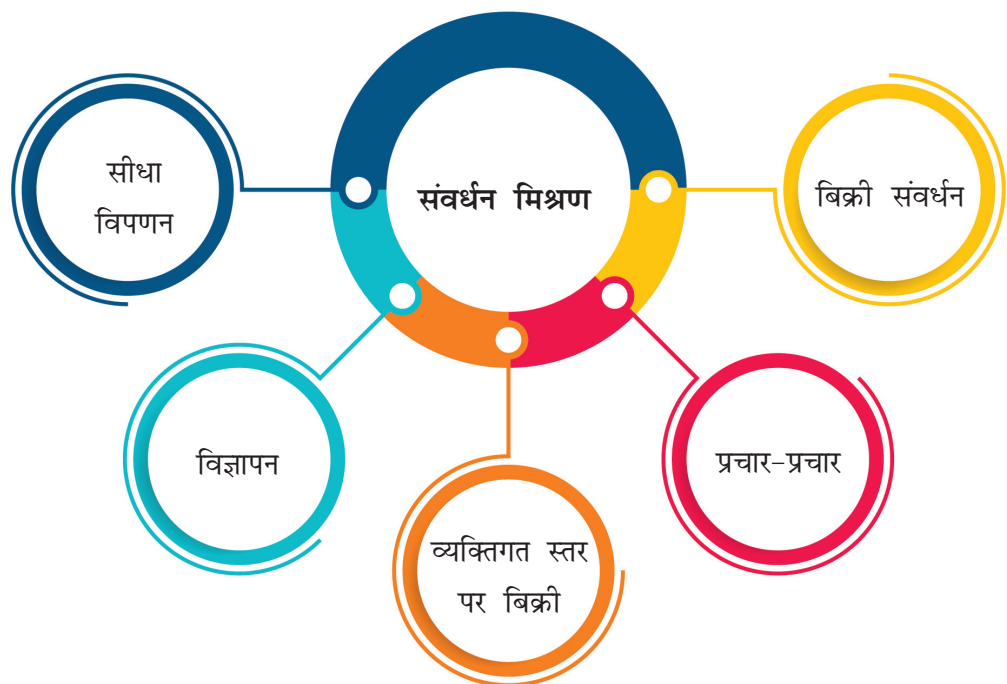 संवर्धन मिश्रण
सीधा
विपणन
विज्ञापन
व्यक्तिगत स्तर
पर बिक्री
प्रचार-प्रचार
बिक्री संवर्धन